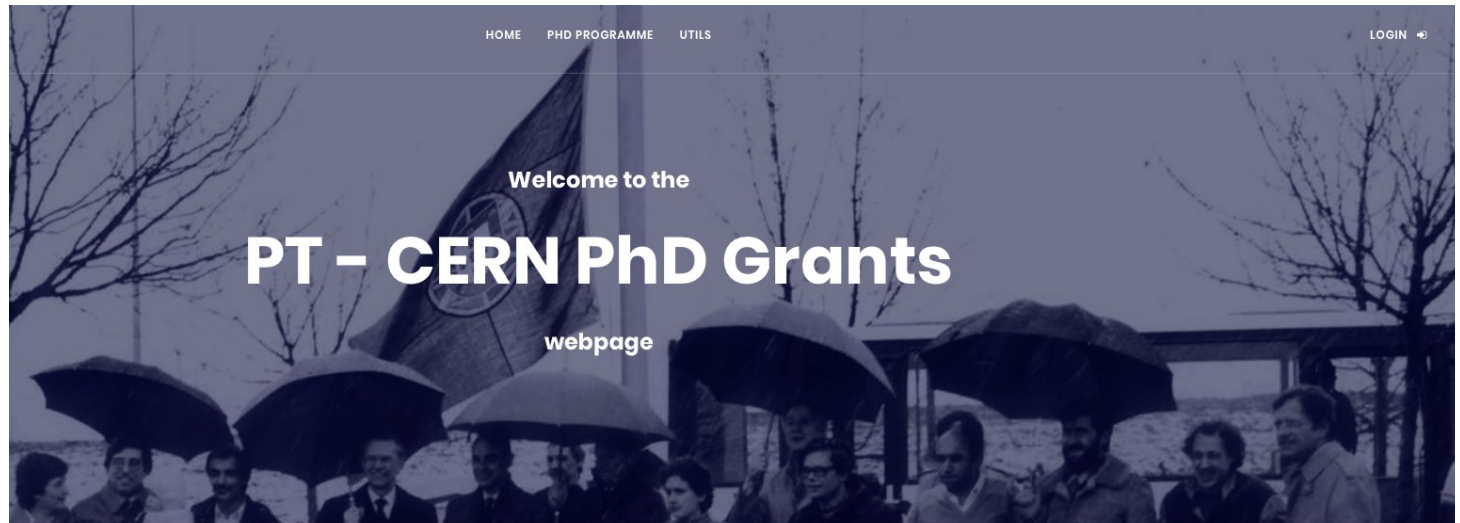 HOME PHD PROGRAMME UTILS LOGIN
Welcome to the
PT - CERN PhD Grants
webpage